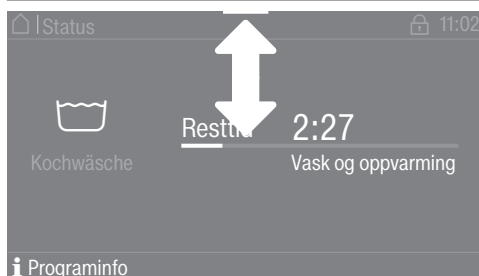 Status
11:02
Resttid 2:27
Kochwäsche
Vask og oppvarming
Programinfo